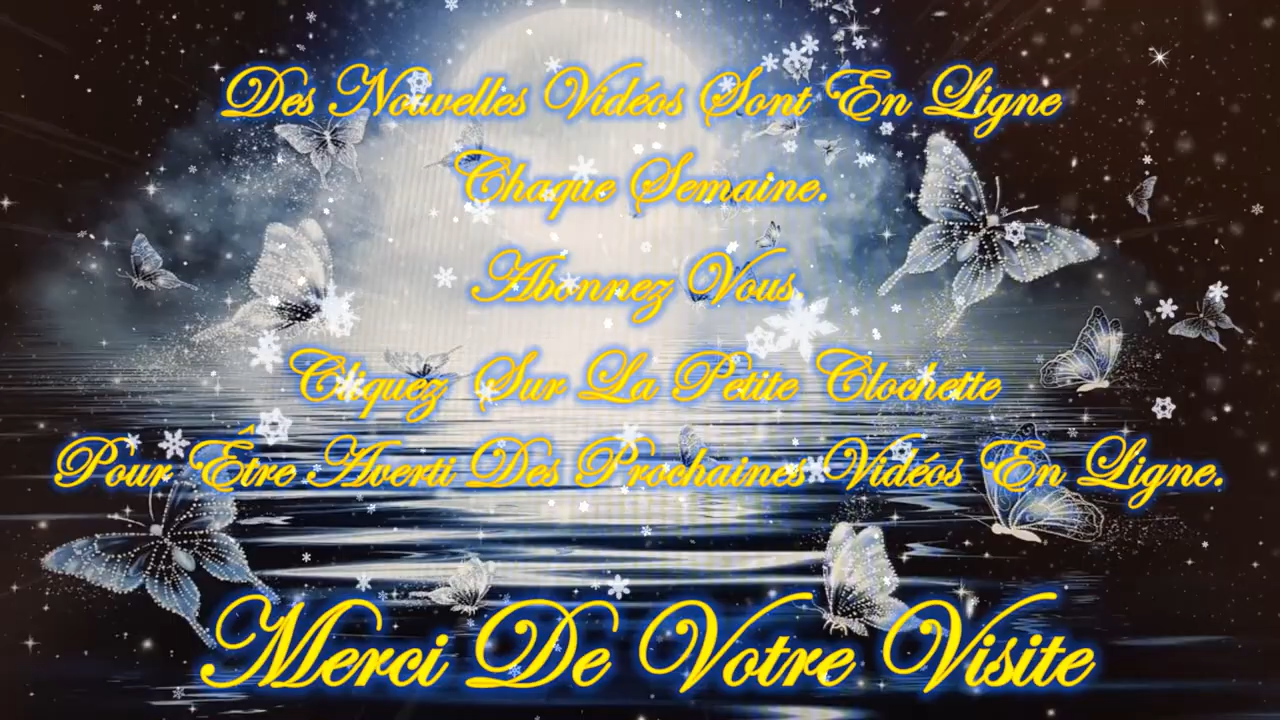 Des Nouvelles Vidéos Sont En Ligne
Chaque Semaine.
Abonnez Vous.
Cliquez Sur La Petite Clochette
Pour Être Averti Des Prochaines Vidéos En Ligne.
Merci De Votre Visite